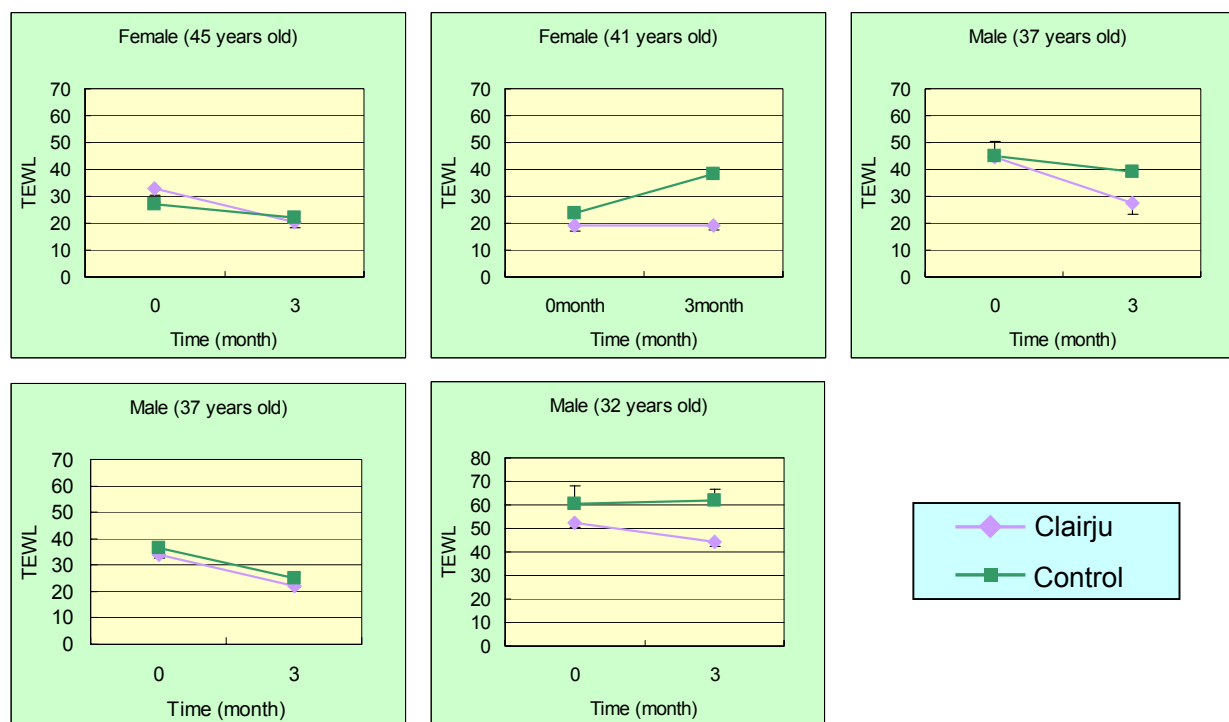 Female (45 years old)
70
60
50
40
30
20
10
0
TEWL
0 3
Time (month)
Female (41 years old)
70
60
50
40
30
20
10
0
TEWL
0month 3month
Time (month)
Male (37 years old)
70
60
50
40
30
20
10
0
TEWL
0 3
Time (month)
Male (37 years old)
70
60
50
40
30
20
10
0
TEWL
0 3
Time (month)
Male (32 years old)
80
70
60
50
40
30
20
10
0
TEWL
0 3
Time (month)
Clairju
Control